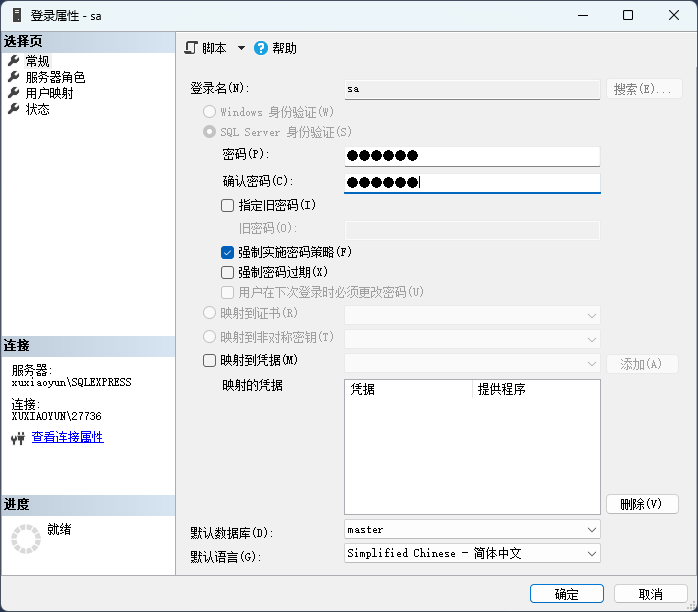 登录属性 - sa
选择页
常规
服务器角色
用户映射
状态
连接
服务器:
xuxiaoyun\SQLEXPRESS
连接:
XUXIAOYUN\27736
查看连接属性
进度
就绪
脚本 帮助
登录名(N): sa 搜索(E)...
Windows 身份验证(W)
SQL Server 身份验证(S)
密码(P): ●●●●●●
确认密码(C): ●●●●●●
指定旧密码(I)
旧密码(O):
强制实施密码策略(F)
强制密码过期(X)
用户在下次登录时必须更改密码(U)
映射到证书(R)
映射到非对称密钥(T)
映射到凭据(M) 添加(A)
映射的凭据 凭据 提供程序
删除(V)
默认数据库(D): master
默认语言(G): Simplified Chinese - 简体中文
确定 取消